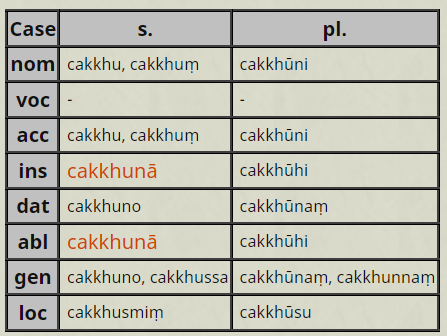 Case s. pl.
nom cakkhu, cakkhuṃ cakkhūni
voc - -
acc cakkhu, cakkhuṃ cakkhūni
ins cakkhunā cakkhūhi
dat cakkhuno cakkhūnaṃ
abl cakkhunā cakkhūhi
gen cakkhuno, cakkhussa cakkhūnaṃ, cakkhunnaṃ
loc cakkhusmiṃ cakkhūsu